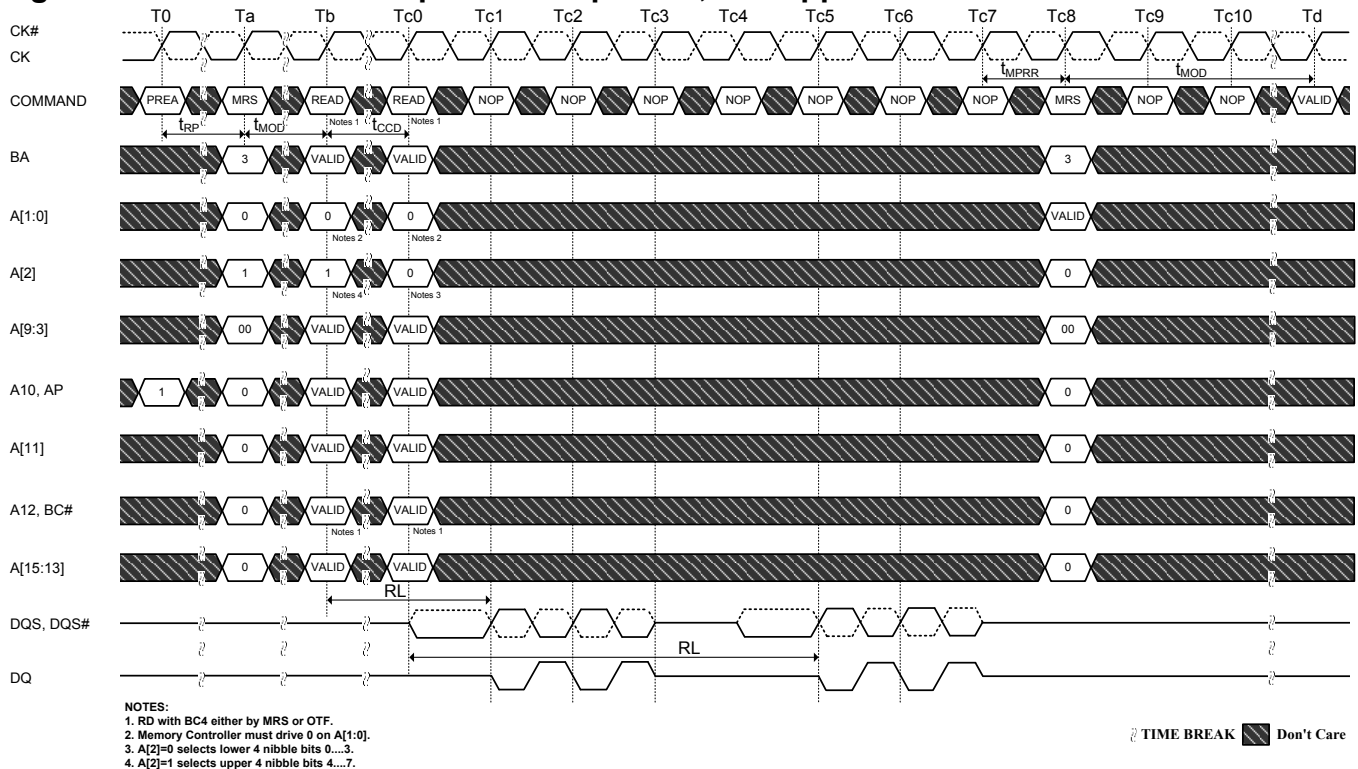 T0 Ta Tb Tc0 Tc1 Tc2 Tc3 Tc4 Tc5 Tc6 Tc7 Tc8 Tc9 Tc10 Td
CK#
CK
tMPRR tMOD
COMMAND PREA MRS READ READ NOP NOP NOP NOP NOP NOP NOP MRS NOP NOP VALID
Notes 1 Notes 1
tRP tMOD tCCD
BA 3 VALID VALID 3
A[1:0] 0 0 0 VALID
Notes 2 Notes 2
A[2] 1 1 0 0
Notes 4 Notes 3
A[9:3] 00 VALID VALID 00
A10, AP 1 0 VALID VALID 0
A[11] 0 VALID VALID 0
A12, BC# 0 VALID VALID 0
Notes 1 Notes 1
A[15:13] 0 VALID VALID 0
RL
DQS, DQS#
RL
DQ
NOTES:
1. RD with BC4 either by MRS or OTF.
2. Memory Controller must drive 0 on A[1:0].
3. A[2]=0 selects lower 4 nibble bits 0....3.
4. A[2]=1 selects upper 4 nibble bits 4....7.
TIME BREAK Don't Care